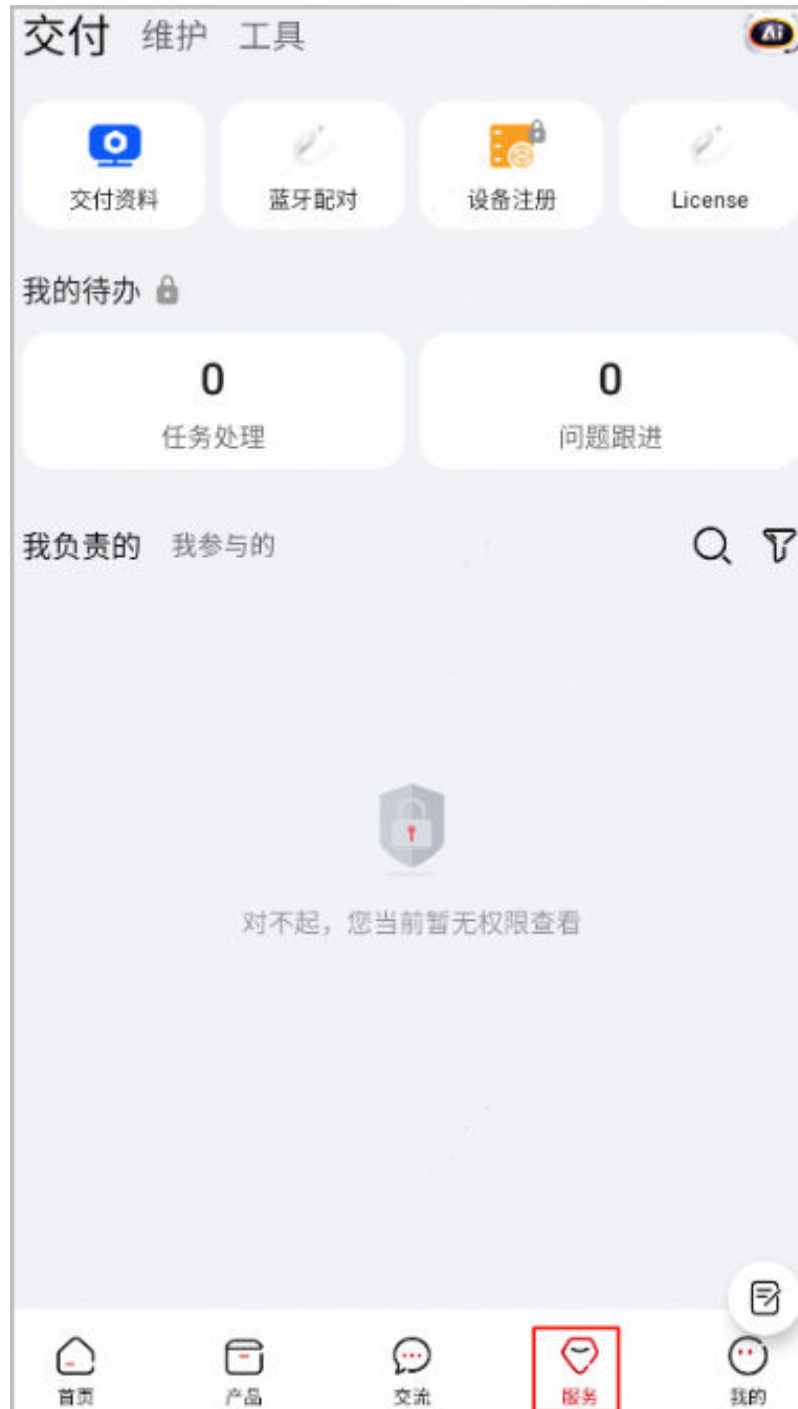 交付 维护 工具
Ai
交付资料 蓝牙配对 设备注册 License
我的待办
0 0
任务处理 问题跟进
我负责的 我参与的
对不起，您当前暂无权限查看
首页 产品 交流 服务 我的